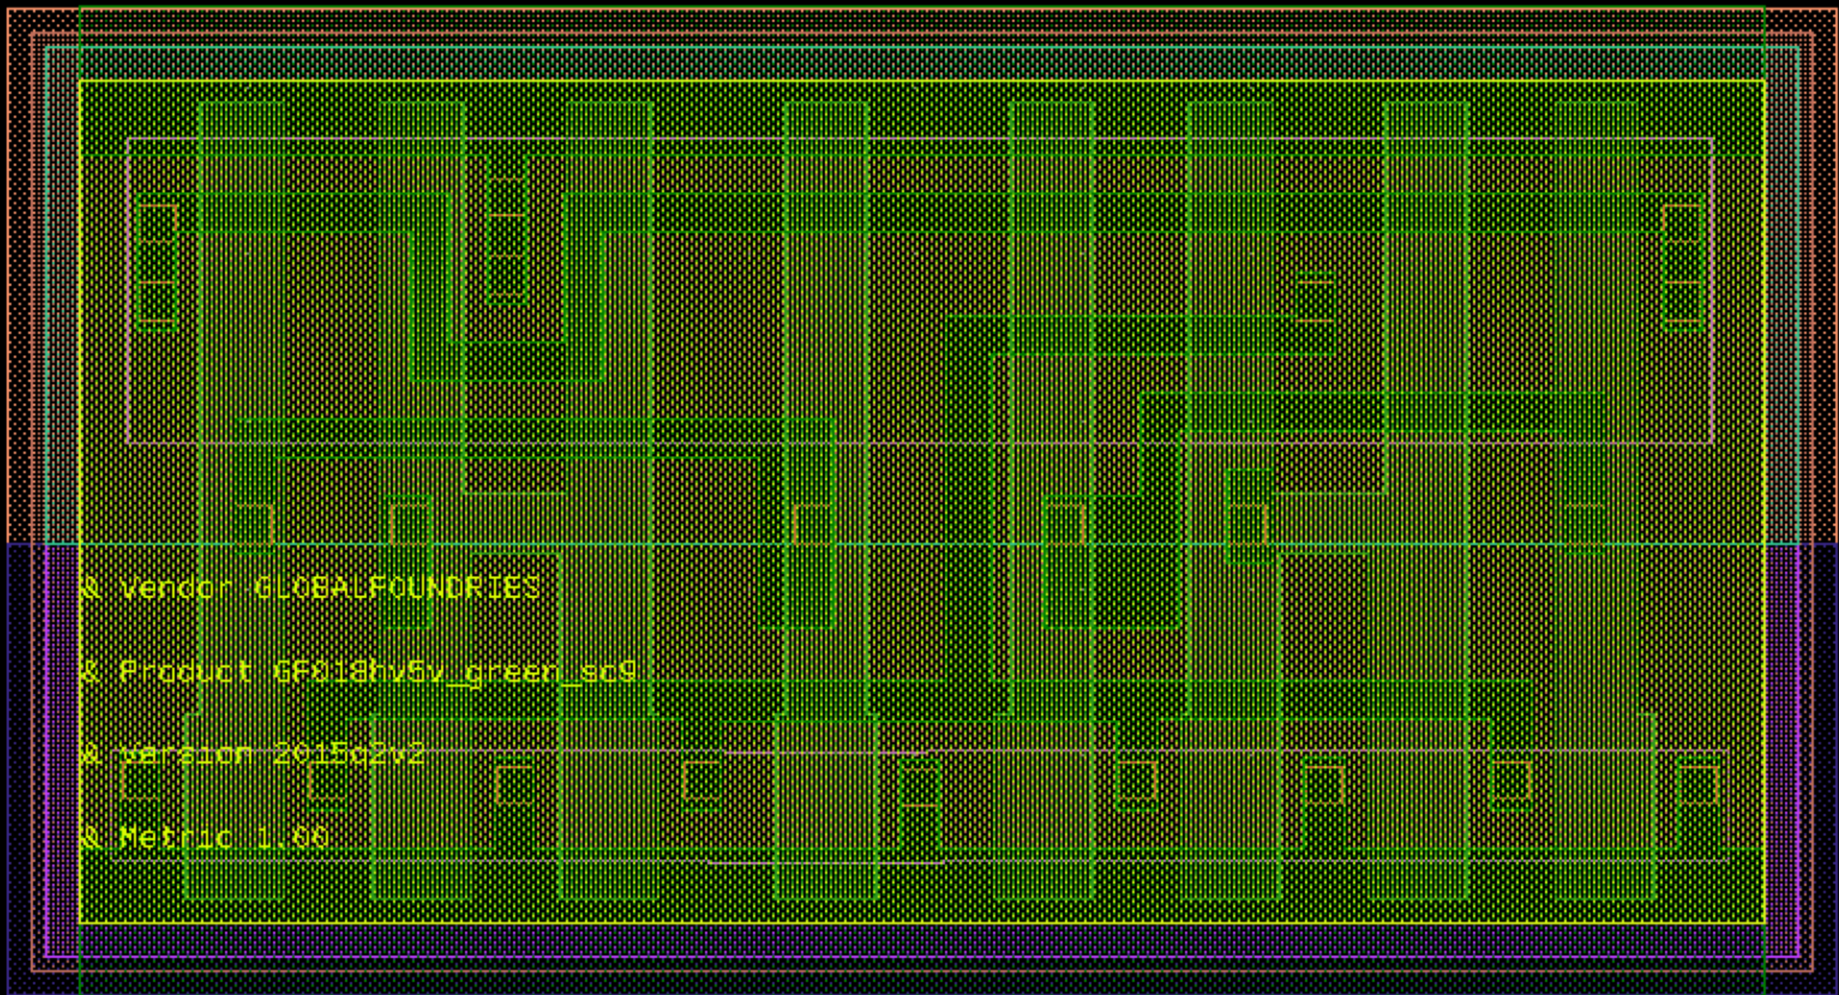 & Vendor GLOBALFOUNDRIES
& Product GF018hv5v_green_sc9
& version 2015q2v2
& Metric 1.00